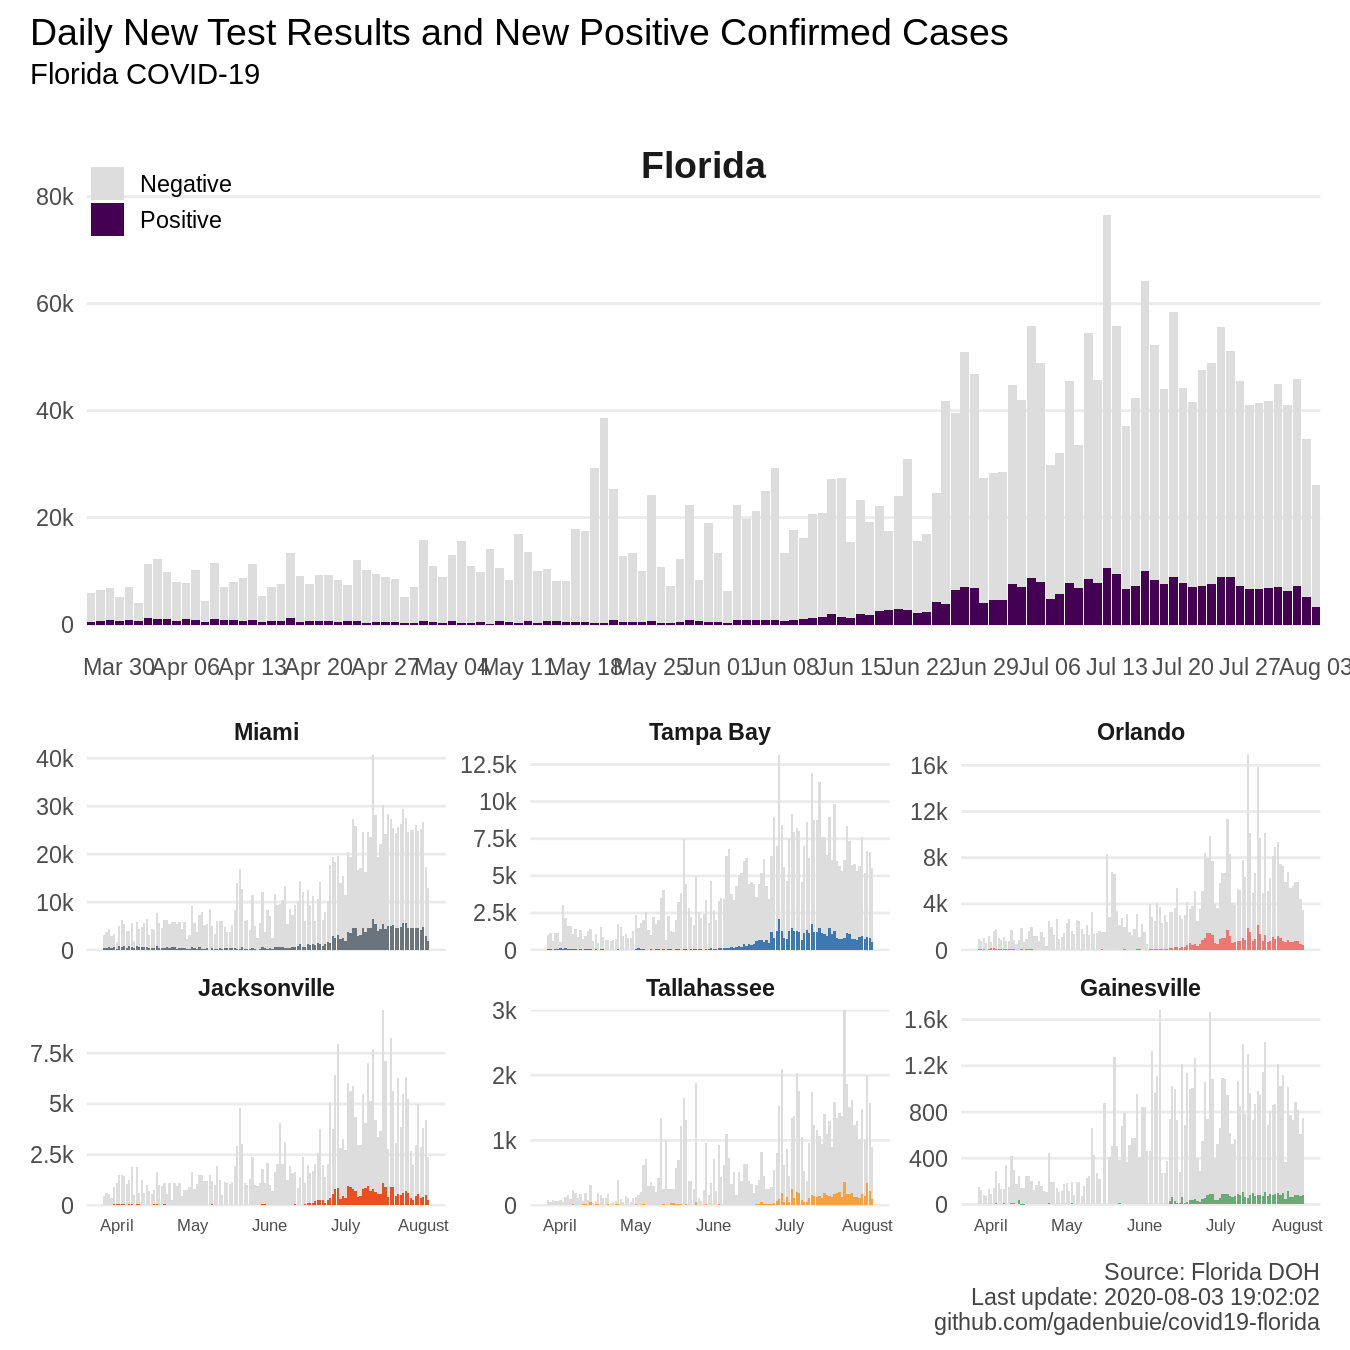 Daily New Test Results and New Positive Confirmed Cases
Florida COVID-19
Florida
Negative
Positive
80k
60k
40k
20k
0
Mar 30 Apr 06 Apr 13 Apr 20 Apr 27 May 04 May 11 May 18 May 25 Jun 01 Jun 08 Jun 15 Jun 22 Jun 29 Jul 06 Jul 13 Jul 20 Jul 27 Aug 03
Miami
40k
30k
20k
10k
0
Tampa Bay
12.5k
10k
7.5k
5k
2.5k
0
Orlando
16k
12k
8k
4k
0
Jacksonville
7.5k
5k
2.5k
0
April May June July August
Tallahassee
3k
2k
1k
0
April May June July August
Gainesville
1.6k
1.2k
800
400
0
April May June July August
Source: Florida DOH
Last update: 2020-08-03 19:02:02
github.com/gadenbuie/covid19-florida